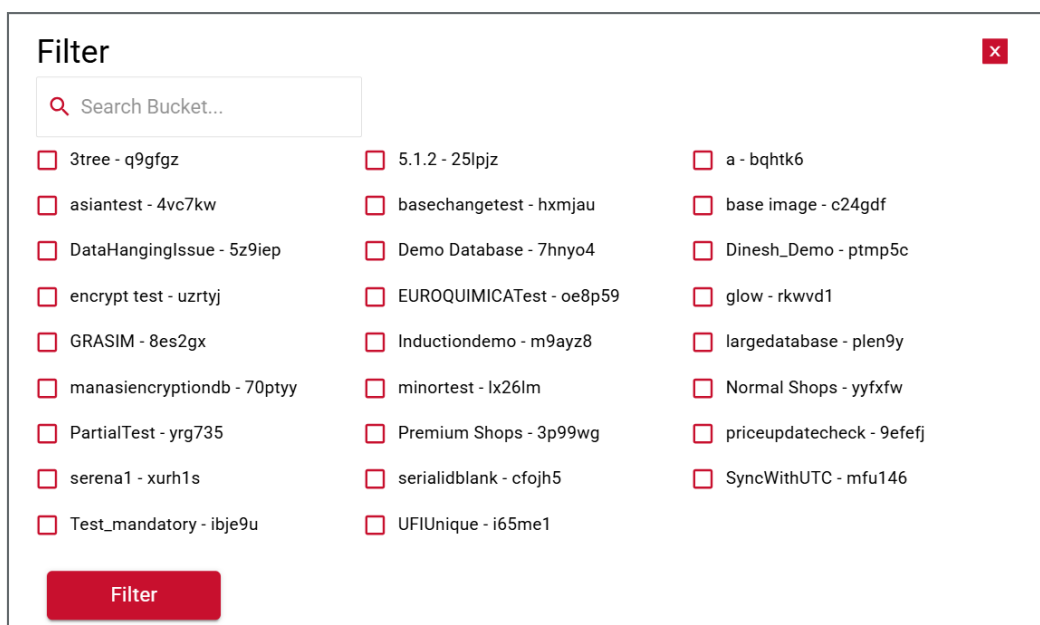 Filter
x
Search Bucket...
3tree - q9gfgz 5.1.2 - 25lpjz a - bqhtk6
asiantest - 4vc7kw basechangetest - hxmjau base image - c24gdf
DataHangingIssue - 5z9iep Demo Database - 7hnyo4 Dinesh_Demo - ptmp5c
encrypt test - uzrtyj EUROQUIMICATest - oe8p59 glow - rkwvd1
GRASIM - 8es2gx Inductiondemo - m9ayz8 largedatabase - plen9y
manasiencryptiondb - 70ptyy minortest - lx26lm Normal Shops - yyfxfw
PartialTest - yrg735 Premium Shops - 3p99wg priceupdatecheck - 9efefj
serena1 - xurh1s serialidblank - cfojh5 SyncWithUTC - mfu146
Test_mandatory - ibje9u UFIUnique - i65me1
Filter